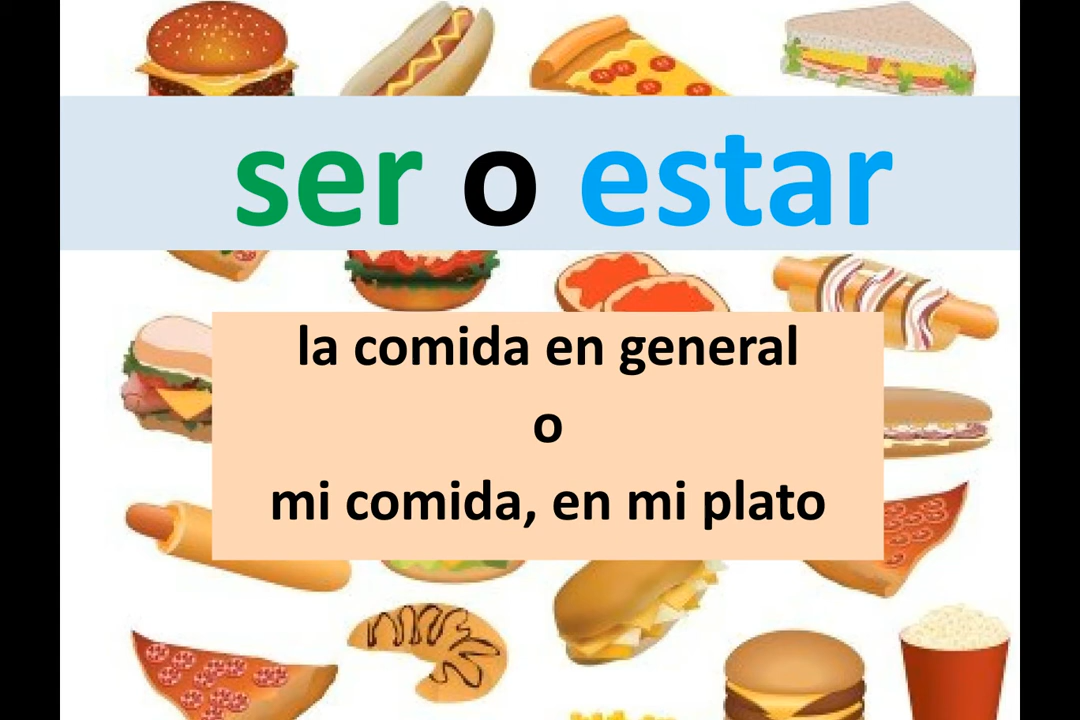 ser o estar
la comida en general
o
mi comida, en mi plato